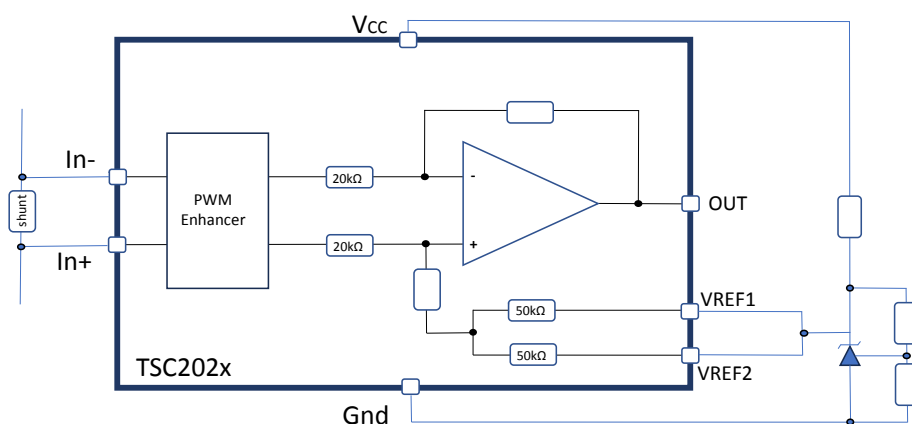 Vcc
In-
shunt
In+
PWM
Enhancer
20kΩ
20kΩ
-
+
OUT
50kΩ
50kΩ
VREF1
VREF2
TSC202x
Gnd